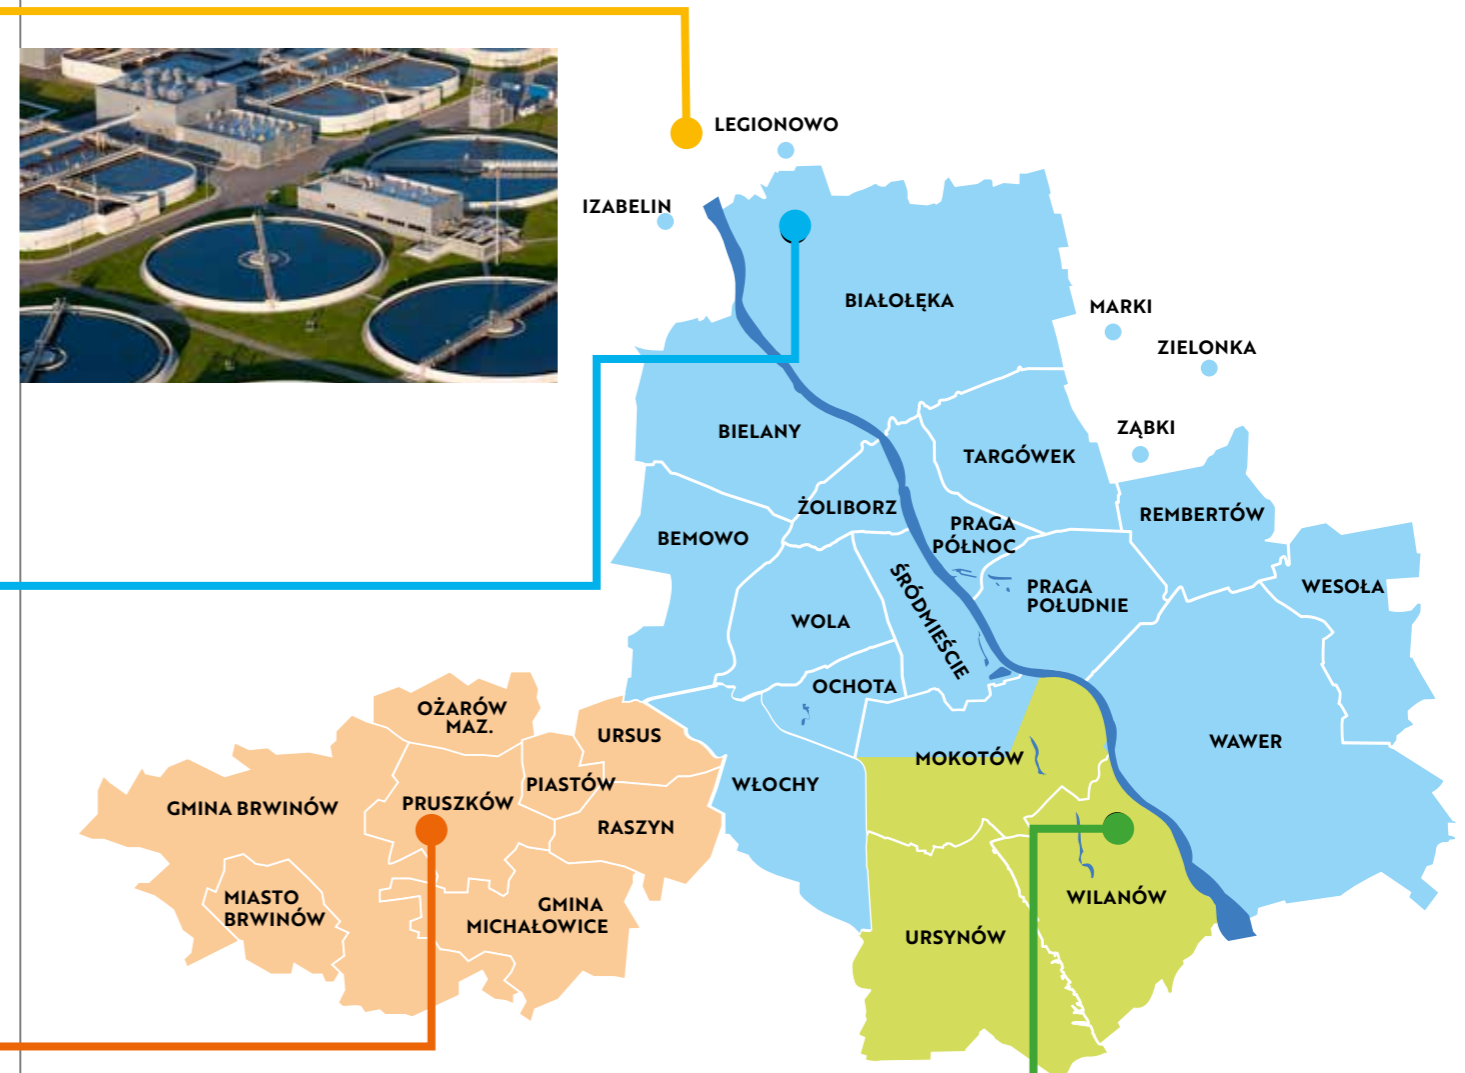 LEGIONOWO
IZABELIN
BIAŁOŁĘKA
MARKI
ZIELONKA
ZĄBKI
BIELANY
TARGÓWEK
ŻOLIBORZ
REMBERTÓW
PRAGA
PÓŁNOC
BEMOWO
WESOŁA
PRAGA
POŁUDNIE
ŚRÓDMIEŚCIE
WOLA
OCHOTA
OŻARÓW
MAZ.
URSUS
WAWER
MOKOTÓW
WŁOCHY
PIASTÓW
GMINA BRWINÓW
PRUSZKÓW
RASZYN
MIASTO
BRWINÓW
GMINA
MICHAŁOWICE
WILANÓW
URSYNÓW